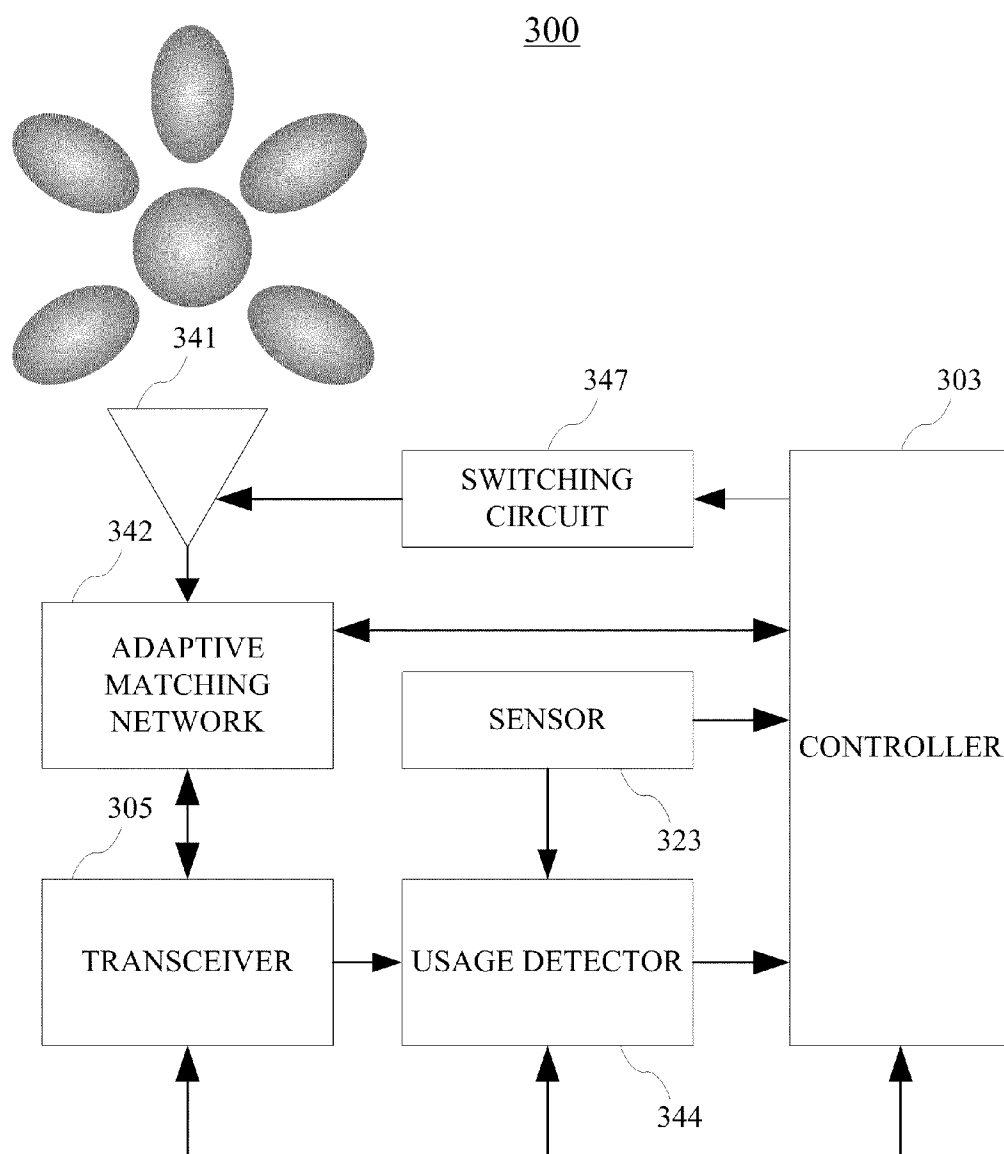 300
341
347
303
SWITCHING
CIRCUIT
342
ADAPTIVE
MATCHING
NETWORK
SENSOR
CONTROLLER
305
323
TRANSCEIVER
USAGE DETECTOR
344